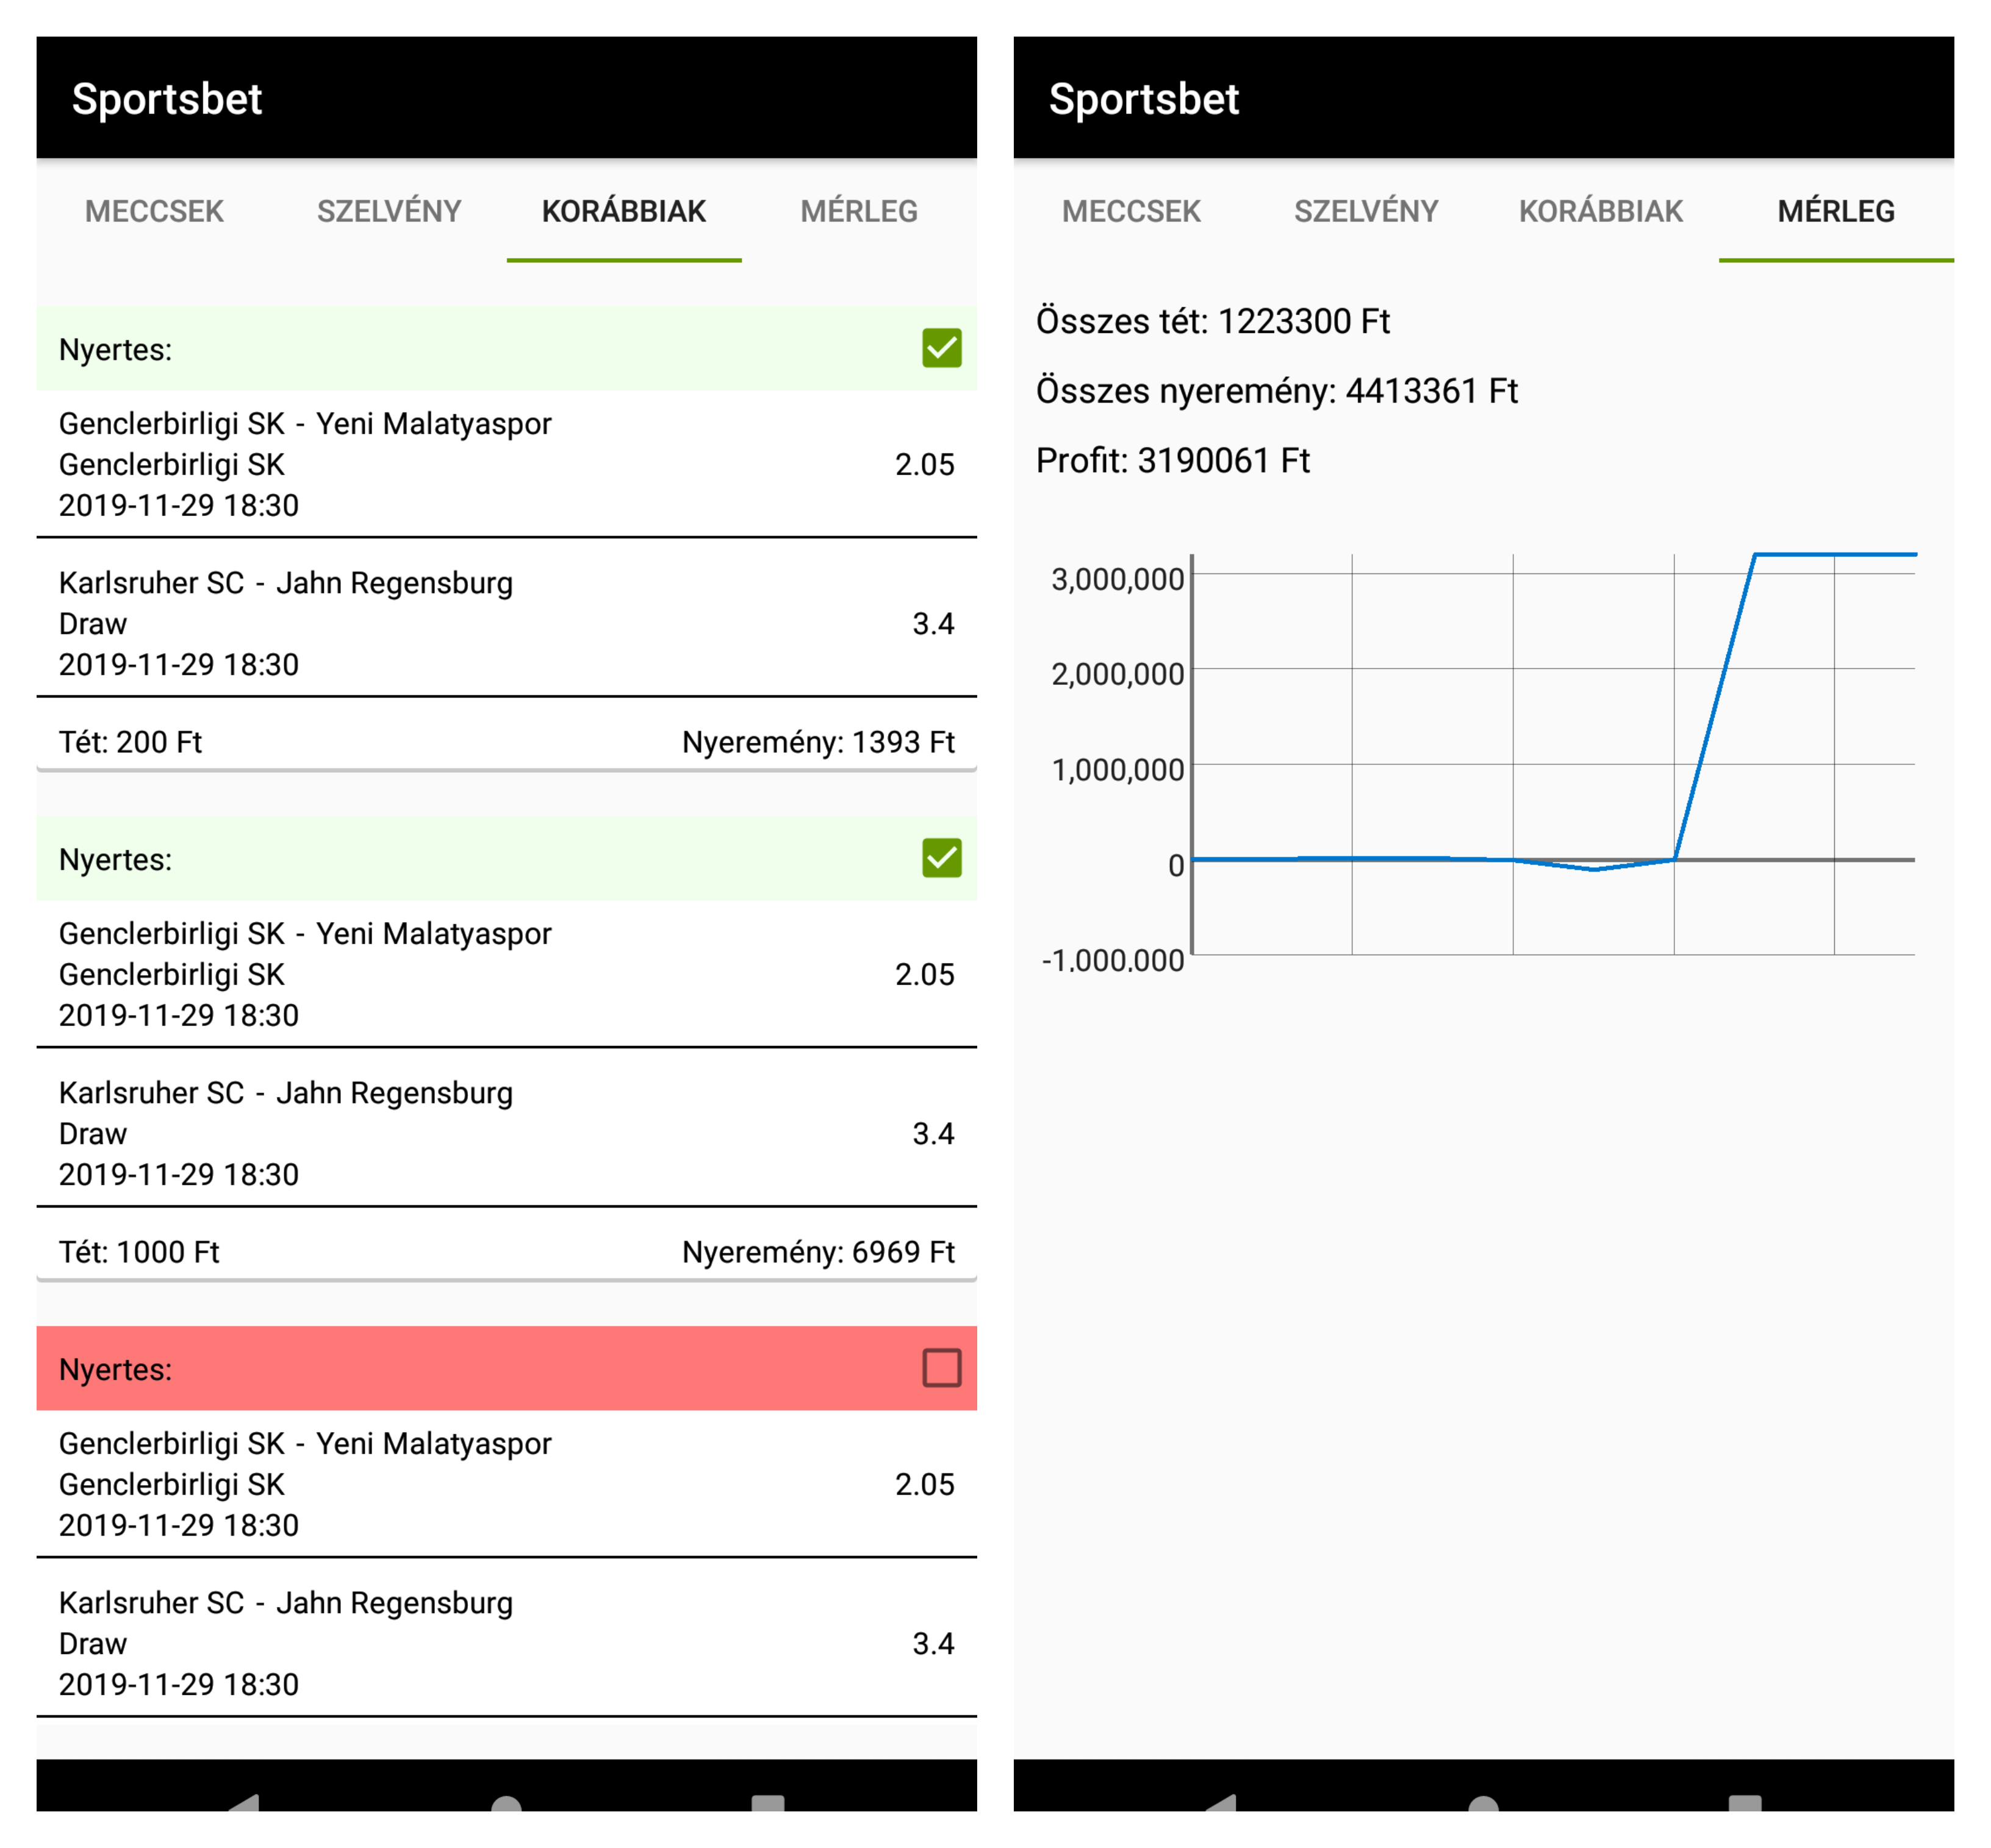 Sportsbet
MECCSEK SZELVÉNY KORÁBBIAK MÉRLEG
Nyertes:
Genclerbirligi SK - Yeni Malatyaspor
Genclerbirligi SK 2.05
2019-11-29 18:30
Karlsruher SC - Jahn Regensburg
Draw 3.4
2019-11-29 18:30
Tét: 200 Ft Nyeremény: 1393 Ft
Nyertes:
Genclerbirligi SK - Yeni Malatyaspor
Genclerbirligi SK 2.05
2019-11-29 18:30
Karlsruher SC - Jahn Regensburg
Draw 3.4
2019-11-29 18:30
Tét: 1000 Ft Nyeremény: 6969 Ft
Nyertes:
Genclerbirligi SK - Yeni Malatyaspor
Genclerbirligi SK 2.05
2019-11-29 18:30
Karlsruher SC - Jahn Regensburg
Draw 3.4
2019-11-29 18:30
Sportsbet
MECCSEK SZELVÉNY KORÁBBIAK MÉRLEG
Összes tét: 1223300 Ft
Összes nyeremény: 4413361 Ft
Profit: 3190061 Ft
3,000,000
2,000,000
1,000,000
0
-1,000,000